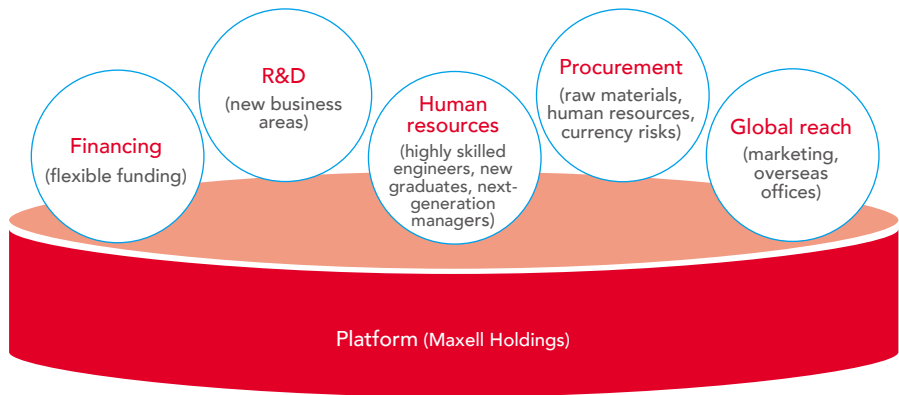 Financing
(flexible funding)
R&D
(new business
areas)
Human
resources
(highly skilled
engineers, new
graduates, next-
generation
managers)
Procurement
(raw materials,
human resources,
currency risks)
Global reach
(marketing,
overseas
offices)
Platform (Maxell Holdings)